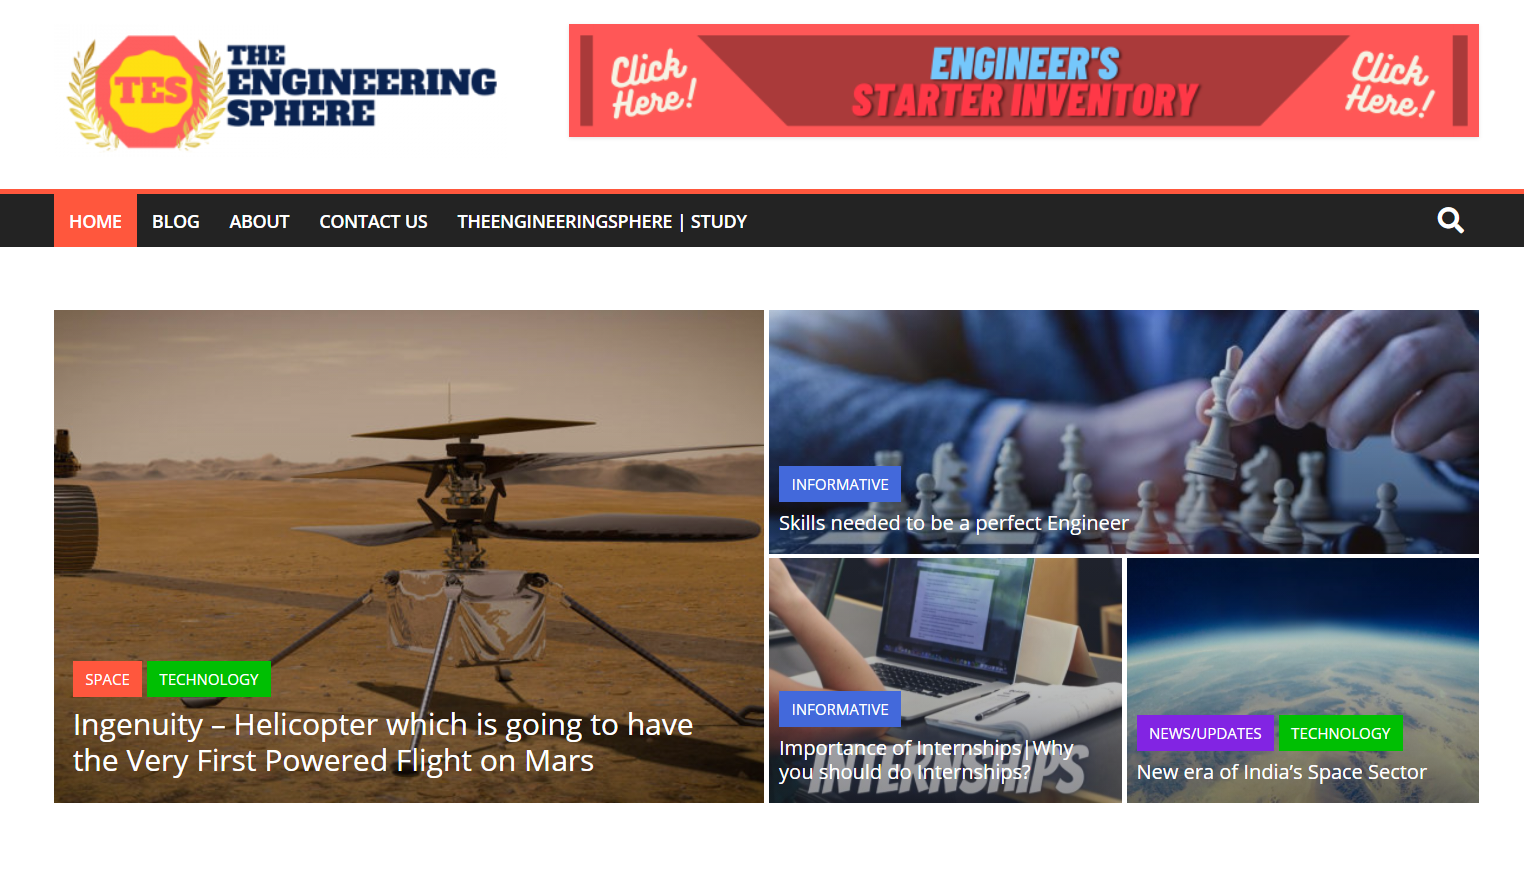 TES
THE
ENGINEERING
SPHERE
Click
Here!
ENGINEER'S
STARTER INVENTORY
Click
Here!
HOME
BLOG
ABOUT
CONTACT US
THEENGINEERINGSPHERE | STUDY
SPACE
TECHNOLOGY
Ingenuity – Helicopter which is going to have
the Very First Powered Flight on Mars
INFORMATIVE
Skills needed to be a perfect Engineer
INFORMATIVE
Importance of Internships|Why
you should do Internships?
INTERNSHIPS
NEWS/UPDATES
TECHNOLOGY
New era of India’s Space Sector